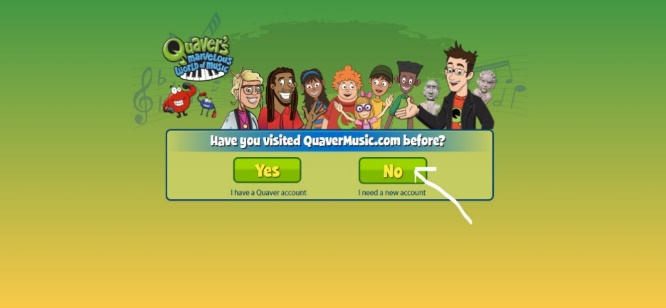 Quaver's
marvelous
world of music
Have you visited QuaverMusic.com before?
Yes
No
I have a Quaver account
I need a new account